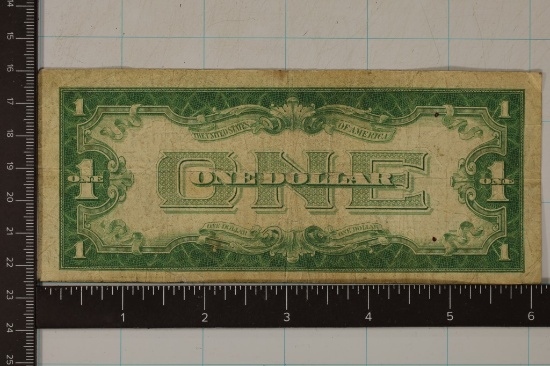 14
15
16
17
18
19
20
21
22
23
24
25
1 1
THE UNITED STATES OF AMERICA
ONE
ONE ONE DOLLAR ONE
ONE DOLLAR ONE DOLLAR
1 1
1 2 3 4 5 6